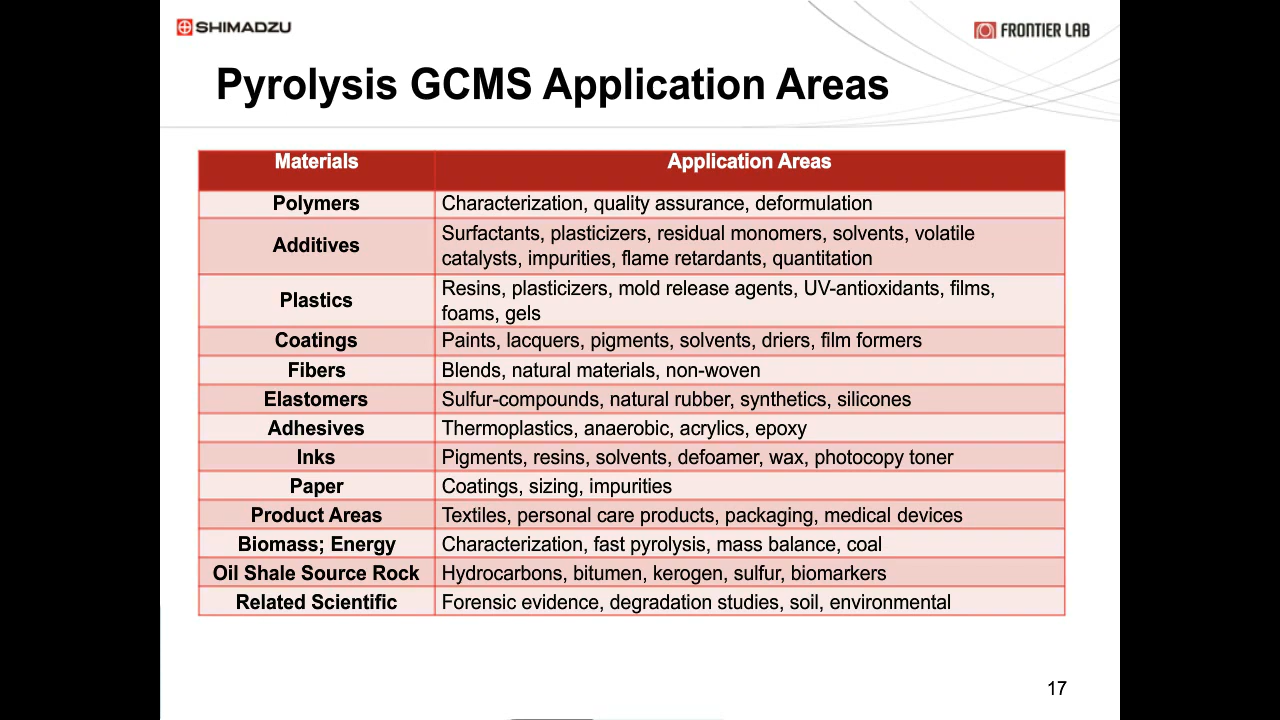 SHIMADZU
FRONTIER LAB
Pyrolysis GCMS Application Areas
Materials
Application Areas
Polymers
Characterization, quality assurance, deformulation
Additives
Surfactants, plasticizers, residual monomers, solvents, volatile
catalysts, impurities, flame retardants, quantitation
Plastics
Resins, plasticizers, mold release agents, UV-antioxidants, films,
foams, gels
Coatings
Paints, lacquers, pigments, solvents, driers, film formers
Fibers
Blends, natural materials, non-woven
Elastomers
Sulfur-compounds, natural rubber, synthetics, silicones
Adhesives
Thermoplastics, anaerobic, acrylics, epoxy
Inks
Pigments, resins, solvents, defoamer, wax, photocopy toner
Paper
Coatings, sizing, impurities
Product Areas
Textiles, personal care products, packaging, medical devices
Biomass; Energy
Characterization, fast pyrolysis, mass balance, coal
Oil Shale Source Rock
Hydrocarbons, bitumen, kerogen, sulfur, biomarkers
Related Scientific
Forensic evidence, degradation studies, soil, environmental
17